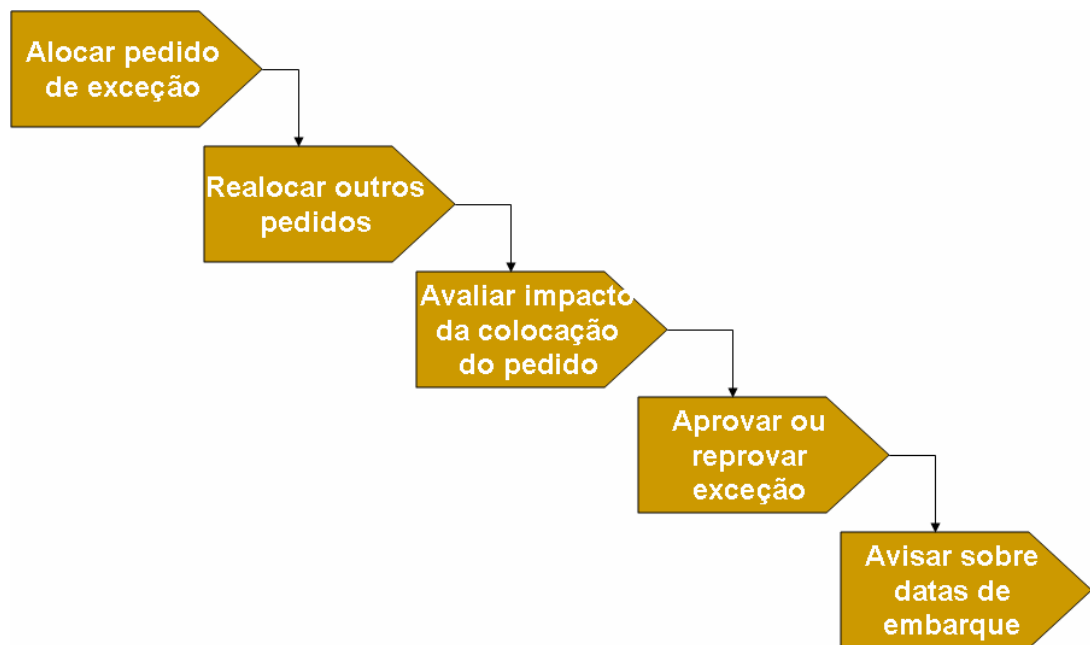 Alocar pedido
de exceção
Realocar outros
pedidos
Avaliar impacto
da colocação
do pedido
Aprovar ou
reprovar
exceção
Avisar sobre
datas de
embarque